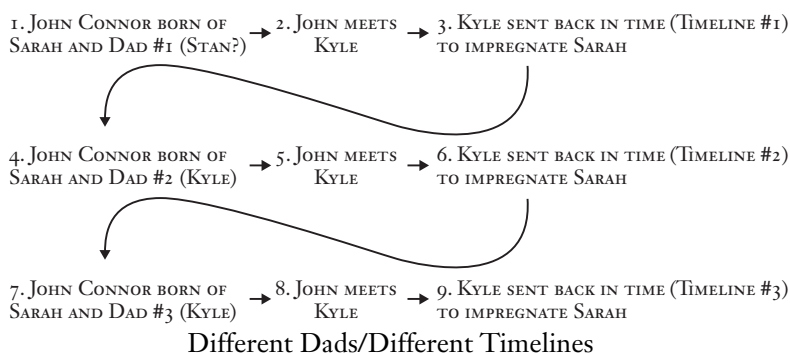 1. John Connor born of
Sarah and Dad #1 (Stan?)
2. John meets
Kyle
3. Kyle sent back in time (Timeline #1)
to impregnate Sarah
4. John Connor born of
Sarah and Dad #2 (Kyle)
5. John meets
Kyle
6. Kyle sent back in time (Timeline #2)
to impregnate Sarah
7. John Connor born of
Sarah and Dad #3 (Kyle)
8. John meets
Kyle
9. Kyle sent back in time (Timeline #3)
to impregnate Sarah
Different Dads/Different Timelines